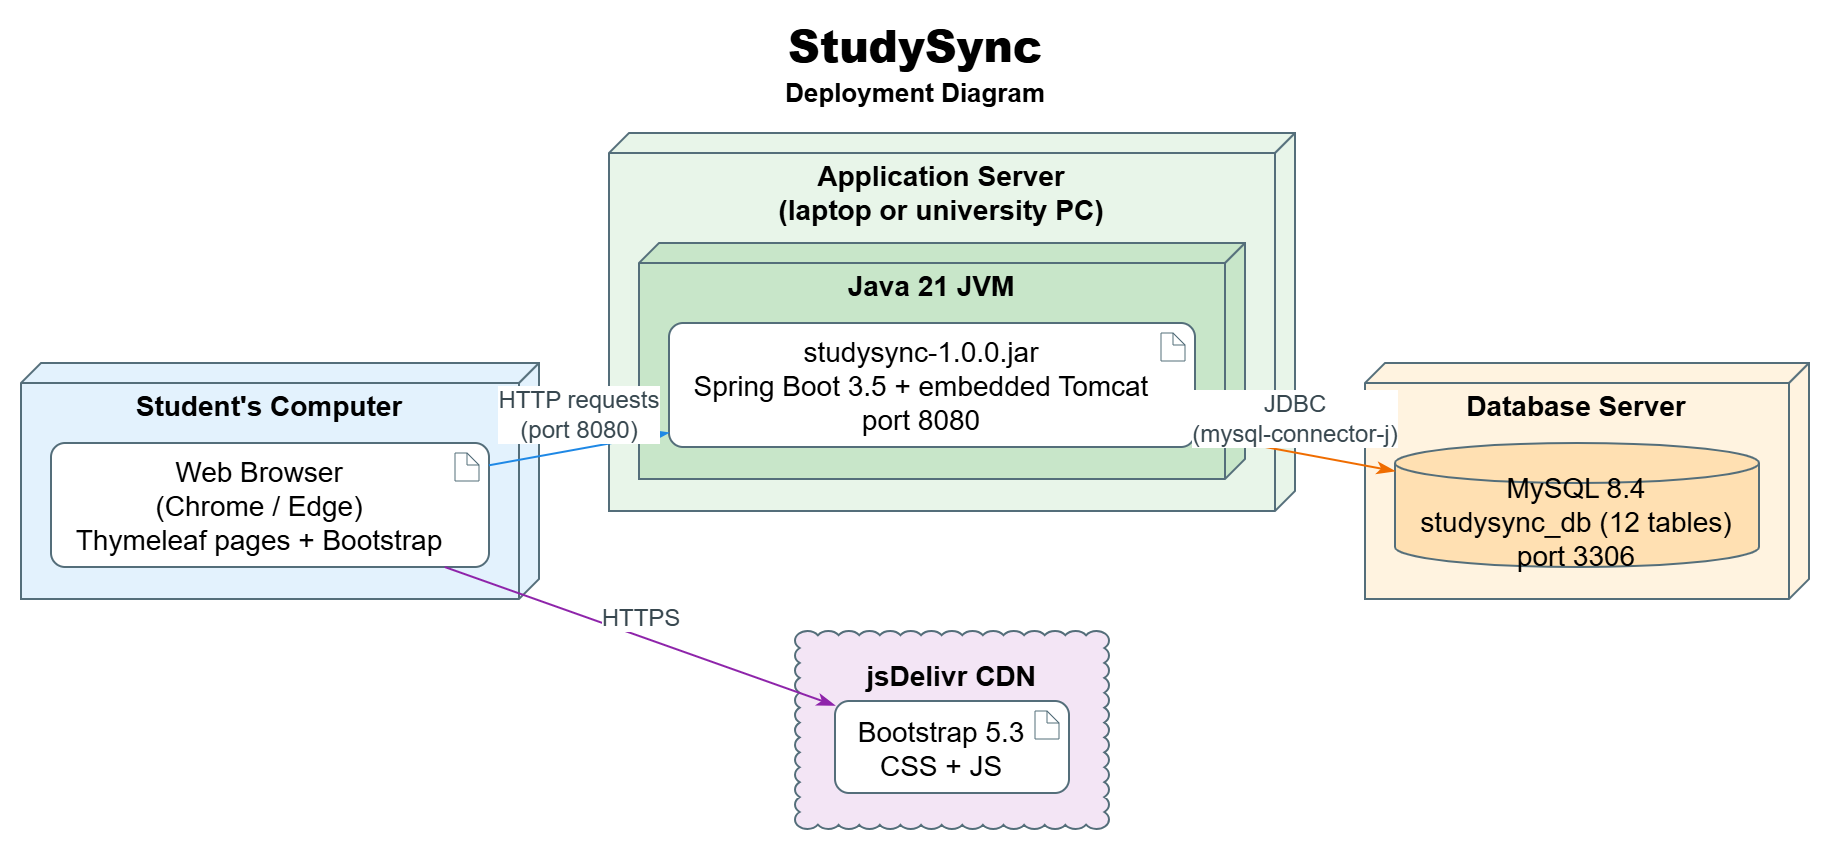 StudySync
Deployment Diagram
Application Server
(laptop or university PC)
Java 21 JVM
studysync-1.0.0.jar
Spring Boot 3.5 + embedded Tomcat
port 8080
Student's Computer
Web Browser
(Chrome / Edge)
Thymeleaf pages + Bootstrap
HTTP requests
(port 8080)
JDBC
(mysql-connector-j)
Database Server
MySQL 8.4
studysync_db (12 tables)
port 3306
HTTPS
jsDelivr CDN
Bootstrap 5.3
CSS + JS